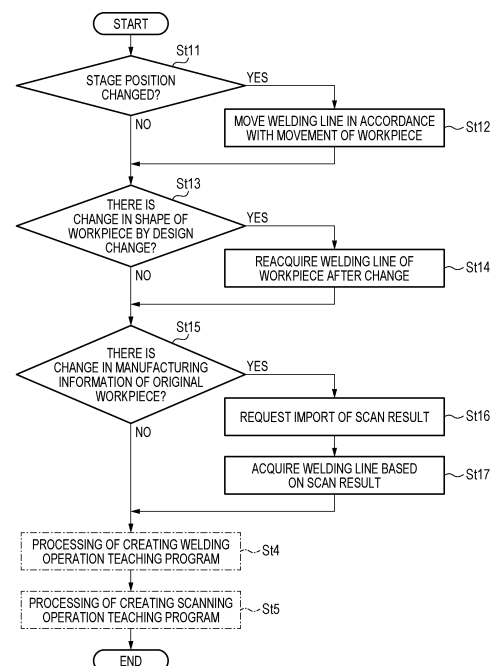 START
St11
STAGE POSITION
CHANGED?
YES
NO
MOVE WELDING LINE IN ACCORDANCE
WITH MOVEMENT OF WORKPIECE
St12
St13
THERE IS
CHANGE IN SHAPE OF
WORKPIECE BY DESIGN
CHANGE?
YES
NO
REACQUIRE WELDING LINE OF
WORKPIECE AFTER CHANGE
St14
St15
THERE IS
CHANGE IN MANUFACTURING
INFORMATION OF ORIGINAL
WORKPIECE?
YES
NO
REQUEST IMPORT OF SCAN RESULT
St16
ACQUIRE WELDING LINE BASED
ON SCAN RESULT
St17
PROCESSING OF CREATING WELDING
OPERATION TEACHING PROGRAM
St4
PROCESSING OF CREATING SCANNING
OPERATION TEACHING PROGRAM
St5
END